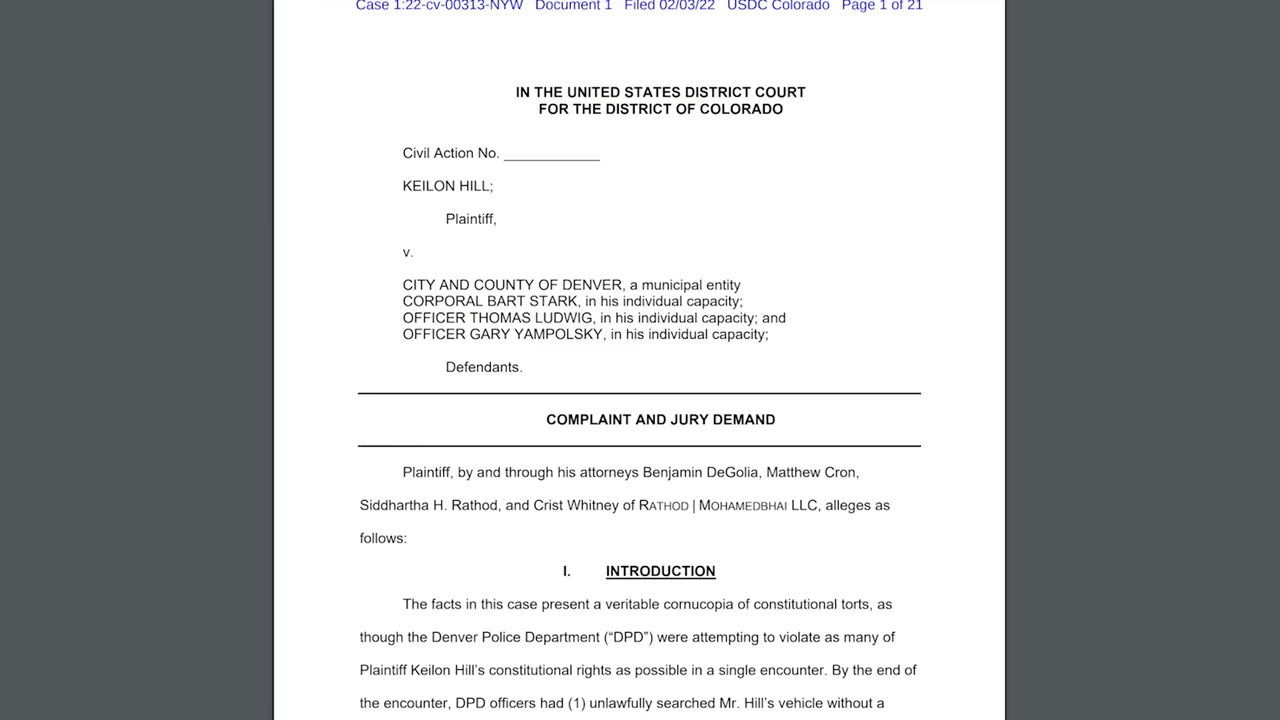 Case 1:22-cv-00313-NYW Document 1 Filed 02/03/22 USDC Colorado Page 1 of 21
IN THE UNITED STATES DISTRICT COURT
FOR THE DISTRICT OF COLORADO
Civil Action No. ____________
KEILON HILL;
Plaintiff,
v.
CITY AND COUNTY OF DENVER, a municipal entity
CORPORAL BART STARK, in his individual capacity;
OFFICER THOMAS LUDWIG, in his individual capacity; and
OFFICER GARY YAMPOLSKY, in his individual capacity;
Defendants.
COMPLAINT AND JURY DEMAND
Plaintiff, by and through his attorneys Benjamin DeGolia, Matthew Cron,
Siddhartha H. Rathod, and Crist Whitney of RATHOD | MOHAMEDBHAI LLC, alleges as
follows:
I. INTRODUCTION
The facts in this case present a veritable cornucopia of constitutional torts, as
though the Denver Police Department (“DPD”) were attempting to violate as many of
Plaintiff Keilon Hill’s constitutional rights as possible in a single encounter. By the end of
the encounter, DPD officers had (1) unlawfully searched Mr. Hill’s vehicle without a